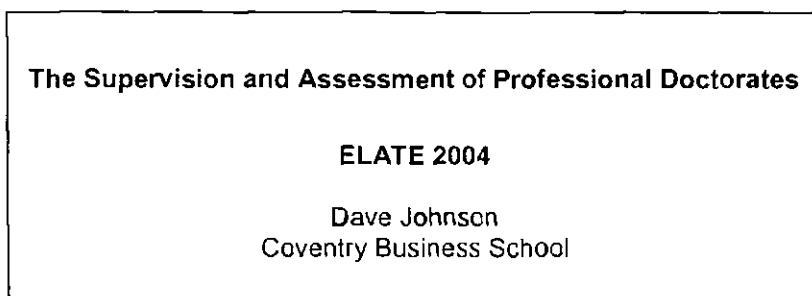 The Supervision and Assessment of Professional Doctorates
ELATE 2004
Dave Johnson
Coventry Business School